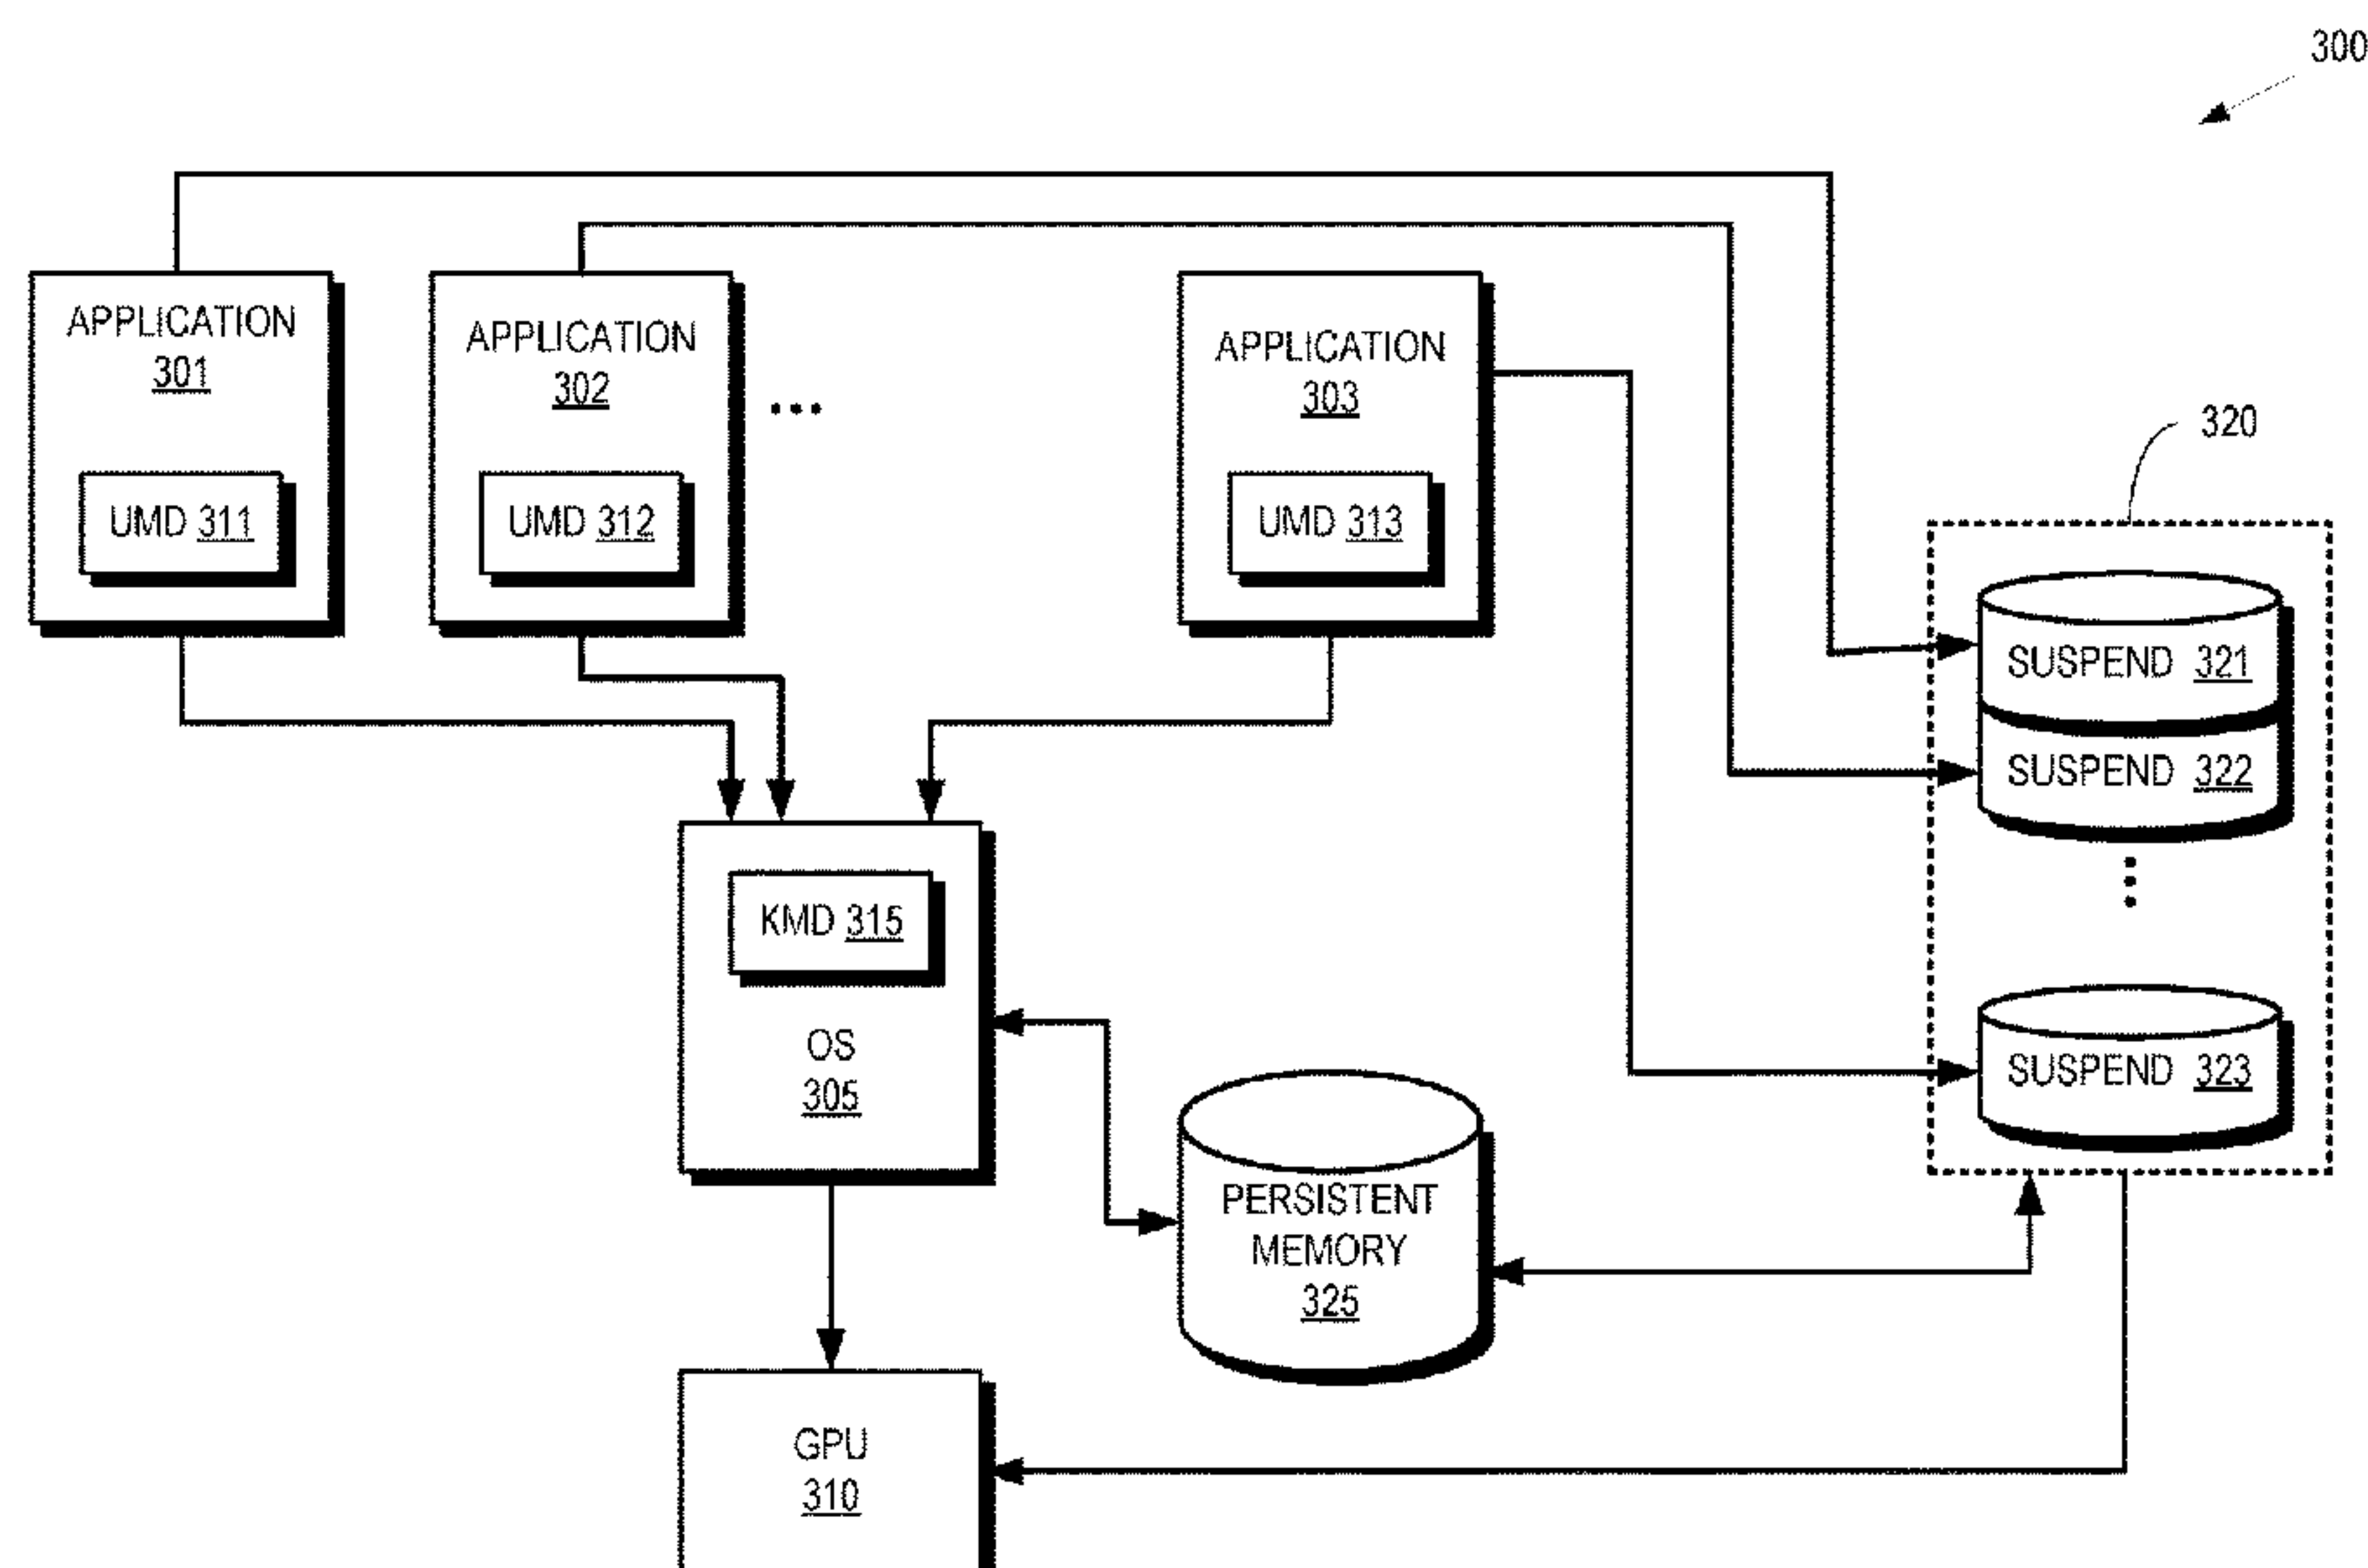 300
APPLICATION
301
UMD 311
APPLICATION
302
UMD 312
...
APPLICATION
303
UMD 313
320
SUSPEND 321
SUSPEND 322
SUSPEND 323
KMD 315
OS
305
PERSISTENT
MEMORY
325
GPU
310